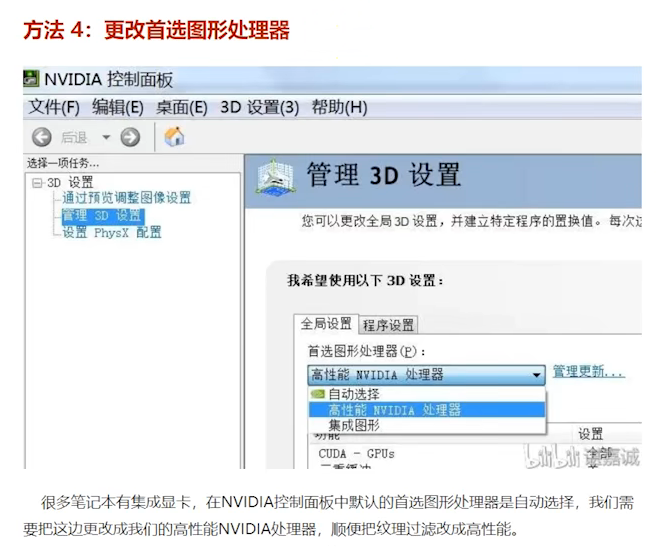 方法 4：更改首选图形处理器
NVIDIA 控制面板
文件(F) 编辑(E) 桌面(E) 3D 设置(3) 帮助(H)
后退
选择一项任务...
3D 设置
通过预览调整图像设置
管理 3D 设置
设置 PhysX 配置
管理 3D 设置
您可以更改全局 3D 设置，并建立特定程序的置换值。每次
我希望使用以下 3D 设置：
全局设置 程序设置
首选图形处理器(P)：
高性能 NVIDIA 处理器 管理更新...
自动选择
高性能 NVIDIA 处理器
集成图形
功能 设置
CUDA - GPUs 全部
三重缓冲
bilibili 嘉诚
很多笔记本有集成显卡，在NVIDIA控制面板中默认的首选图形处理器是自动选择，我们需
要把这边更改成我们的高性能NVIDIA处理器，顺便把纹理过滤改成高性能。